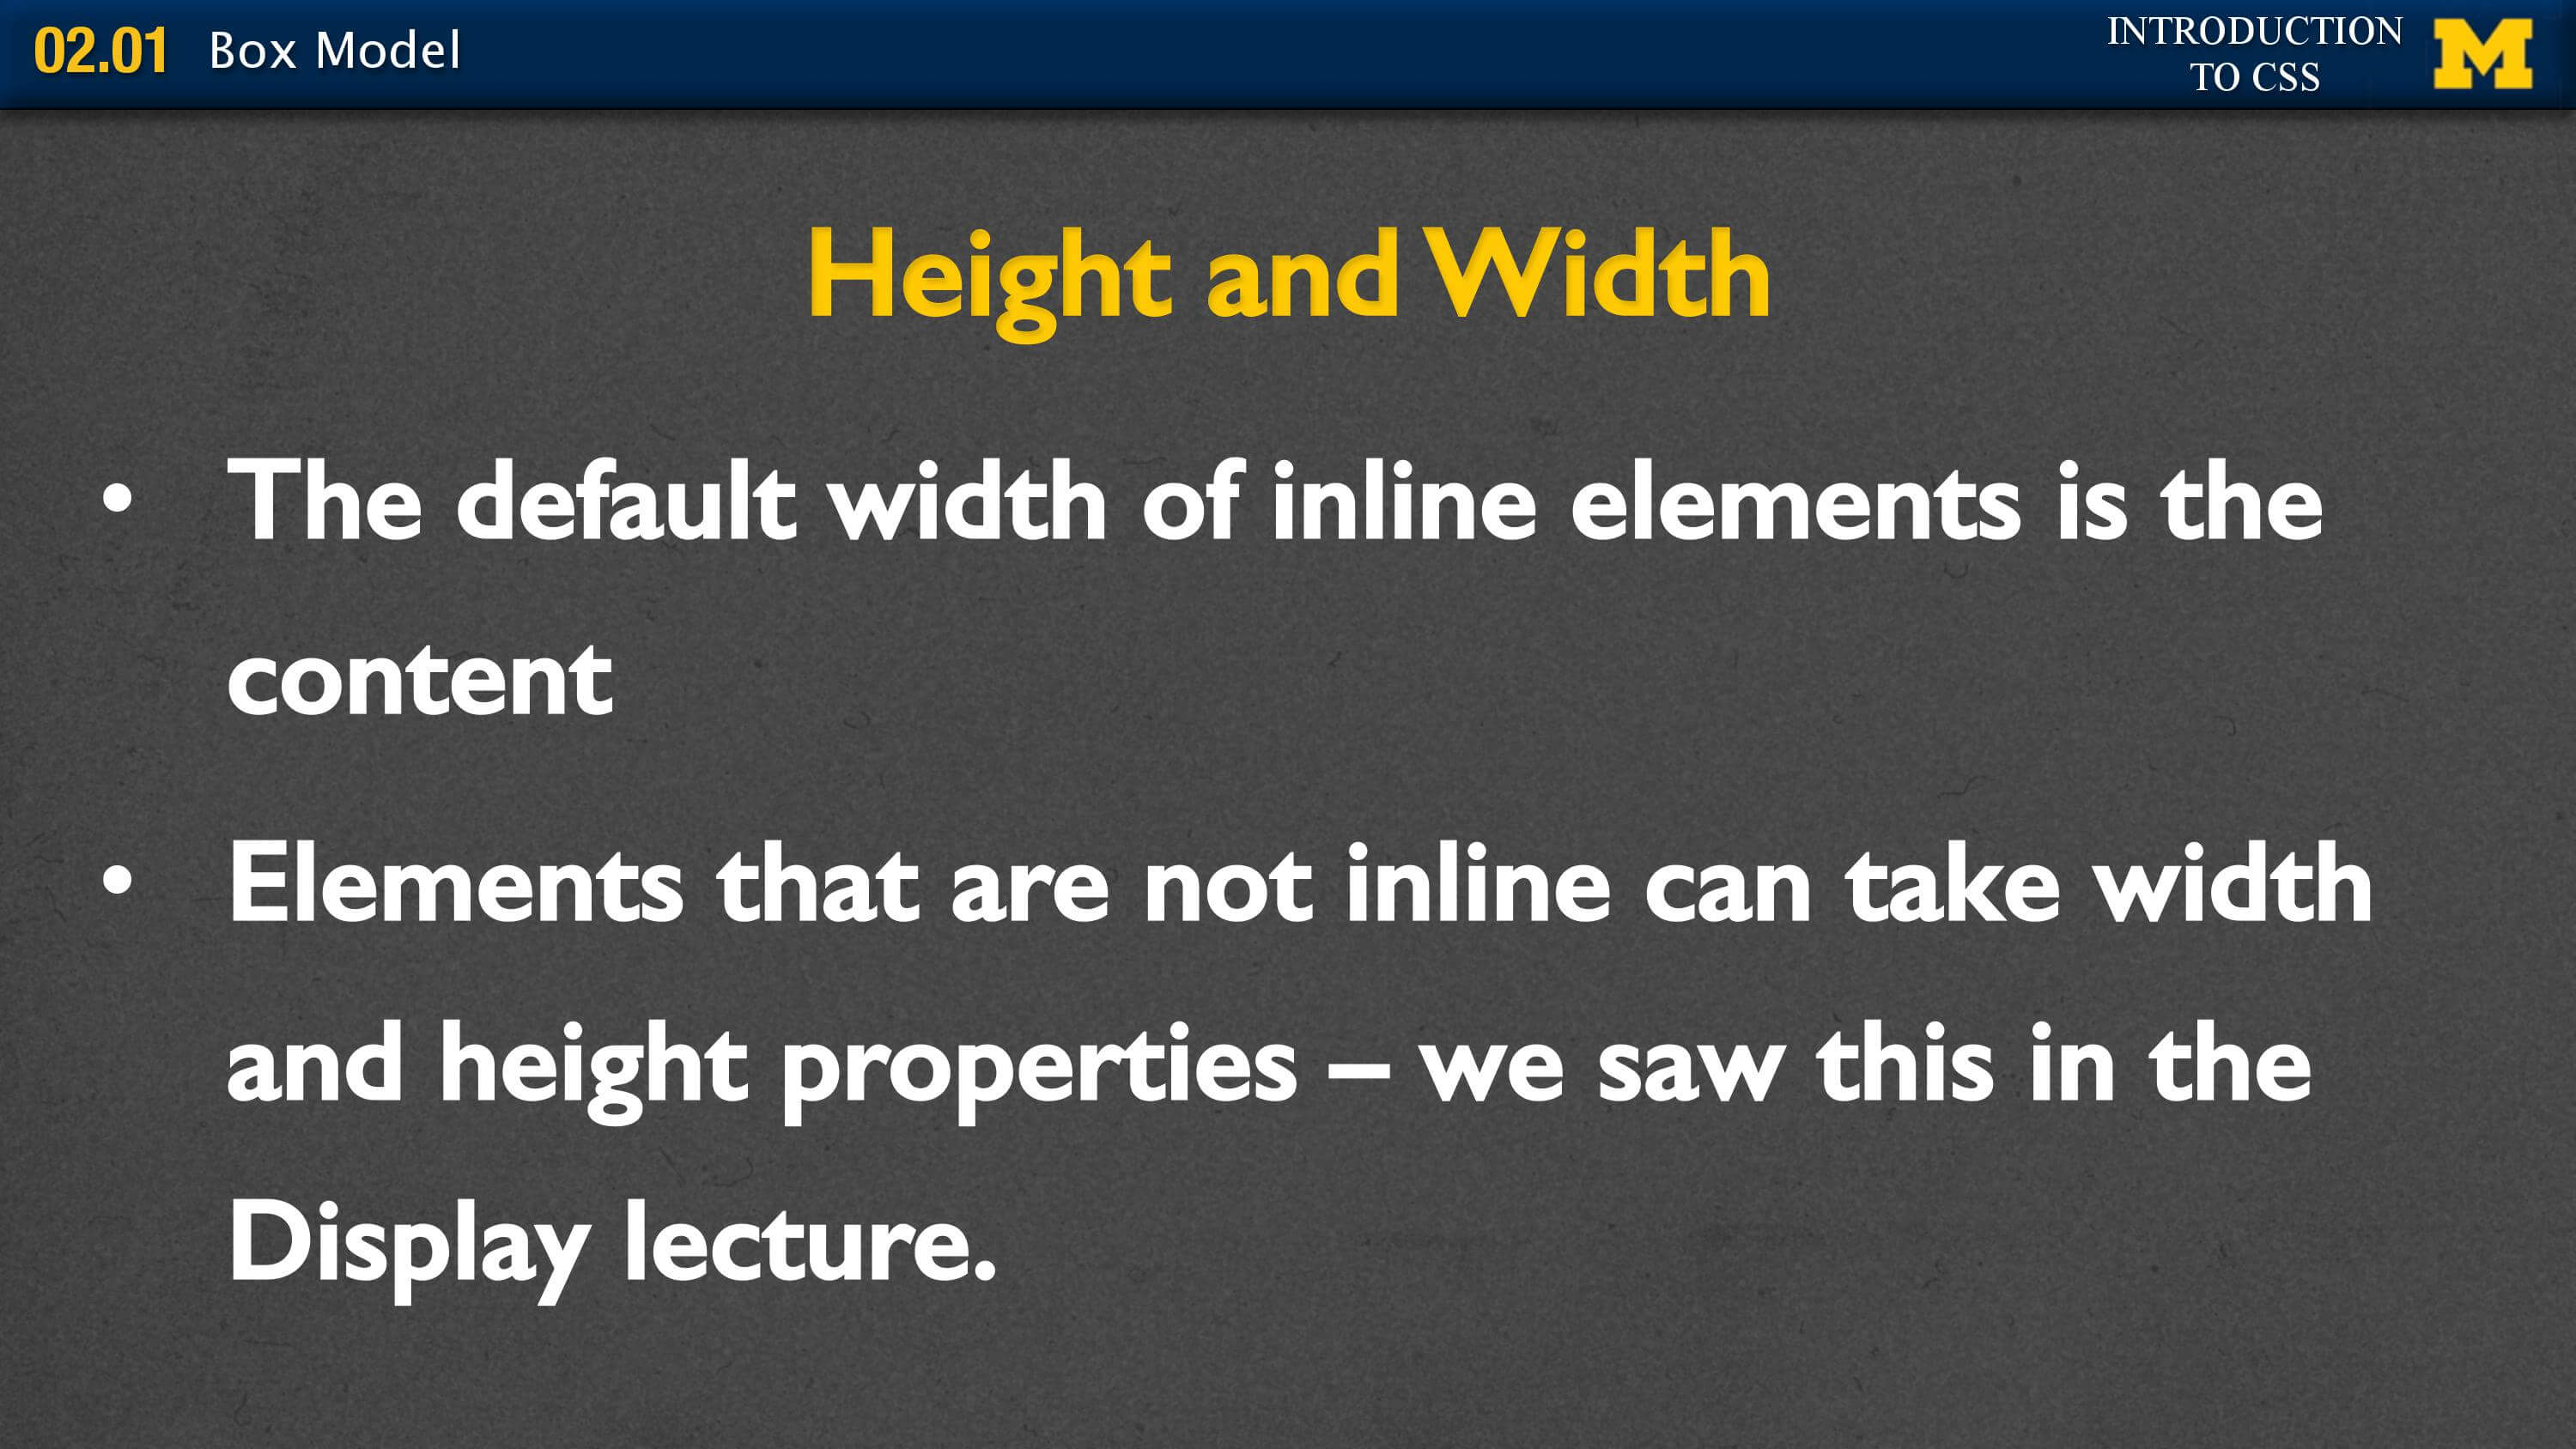 02.01 Box Model
INTRODUCTION
TO CSS
M
Height and Width
• The default width of inline elements is the
content
• Elements that are not inline can take width
and height properties – we saw this in the
Display lecture.